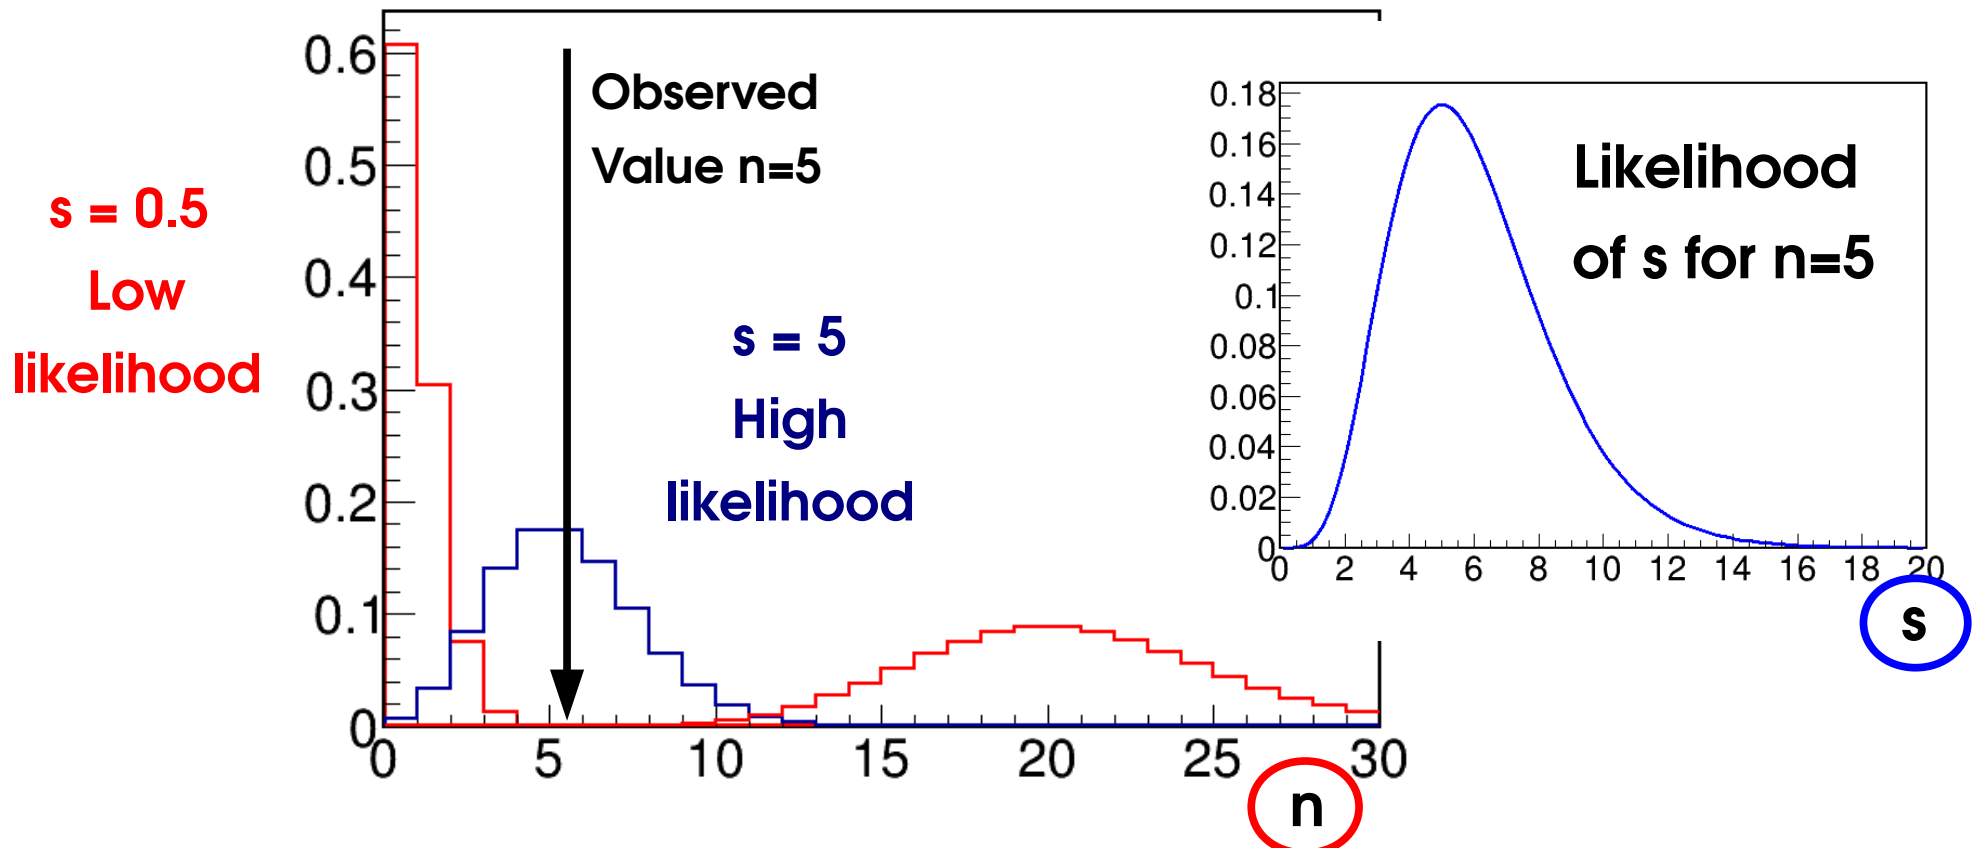 s = 0.5
Low
likelihood
0.6
0.5
0.4
0.3
0.2
0.1
0
0 5 10 15 20 25 30
n
Observed
Value n=5
s = 5
High
likelihood
0.18
0.16
0.14
0.12
0.1
0.08
0.06
0.04
0.02
0
0 2 4 6 8 10 12 14 16 18 20
s
Likelihood
of s for n=5